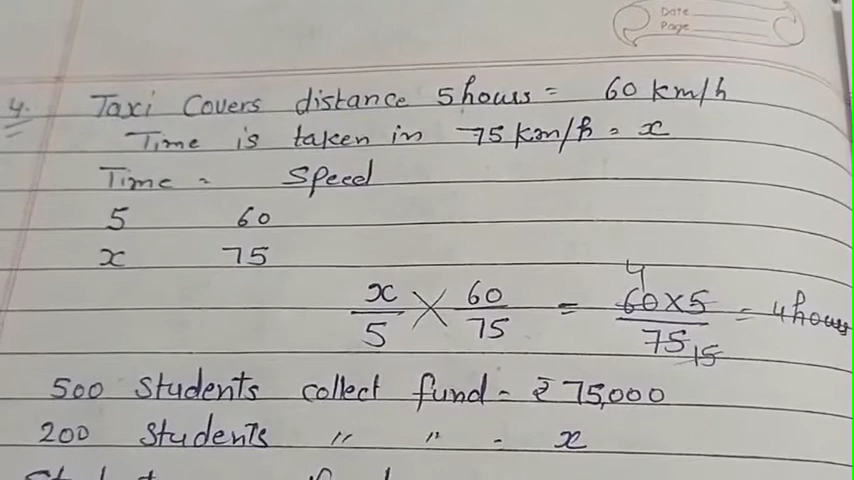 Date
Page
4. Taxi Covers distance 5 hours = 60 km/h
Time is taken in 75 km/h = x
Time = Speed
5 60
x 75
x/5 × 60/75 = 60×5/75 = 4 hours
4
15
500 Students collect fund = ₹ 75,000
200 Students " " = x